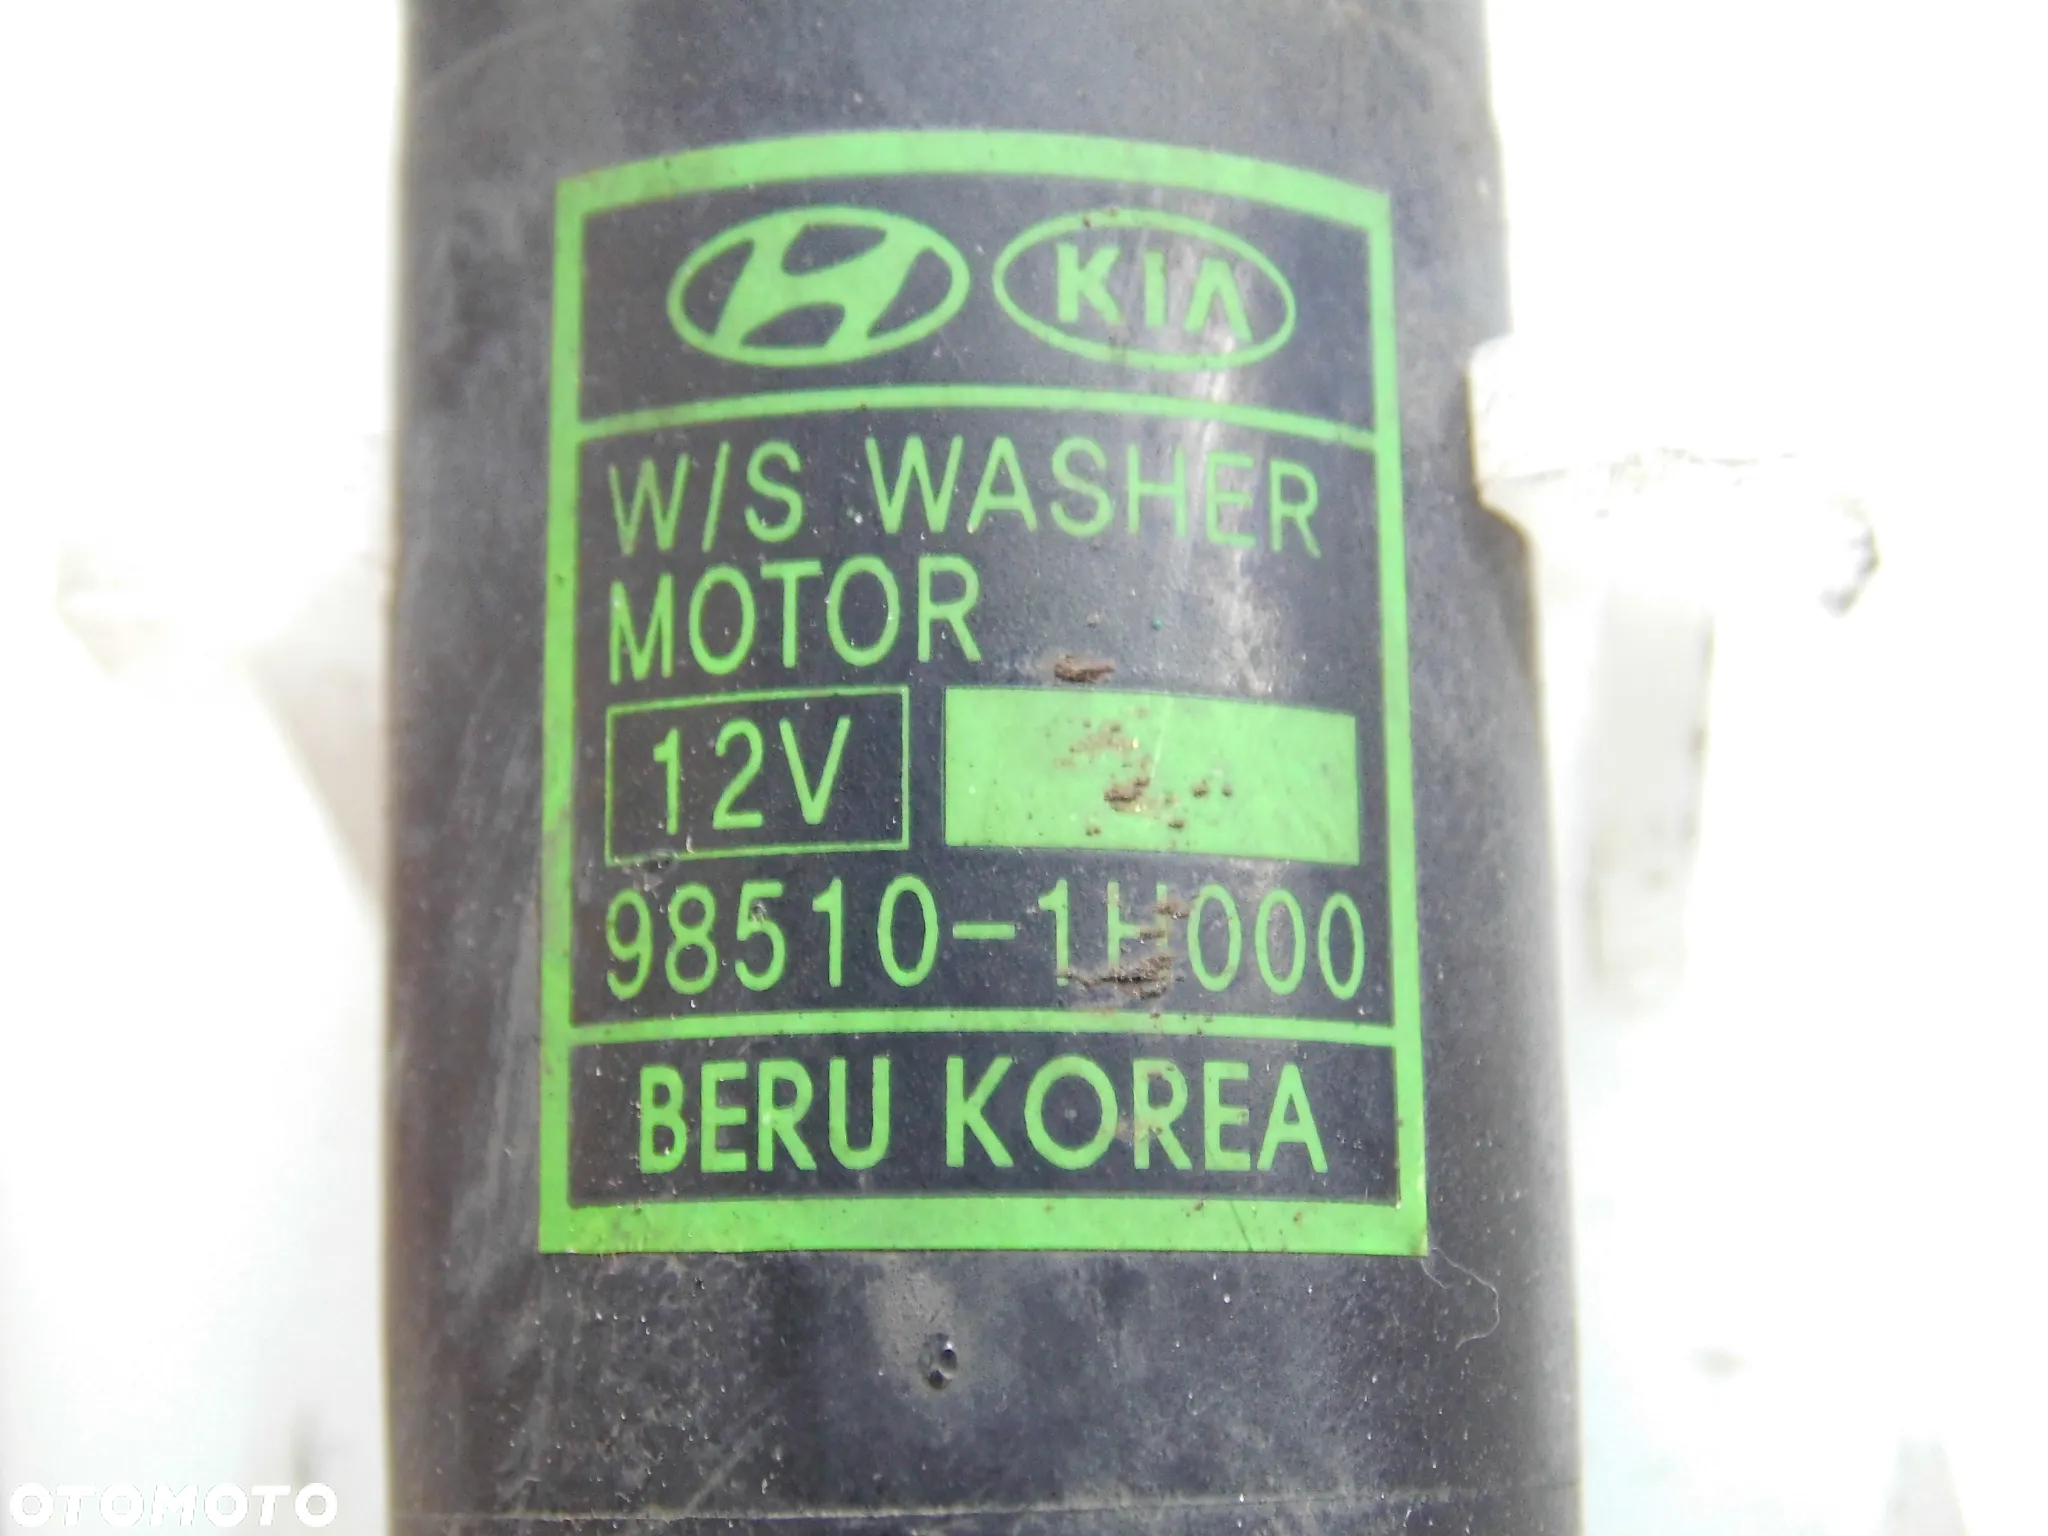 KIA
W/S WASHER
MOTOR
12V
98510-1H000
BERU KOREA
OTOMOTO